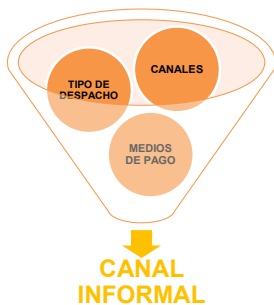 CANALES
TIPO DE
DESPACHO
MEDIOS
DE PAGO
CANAL
INFORMAL